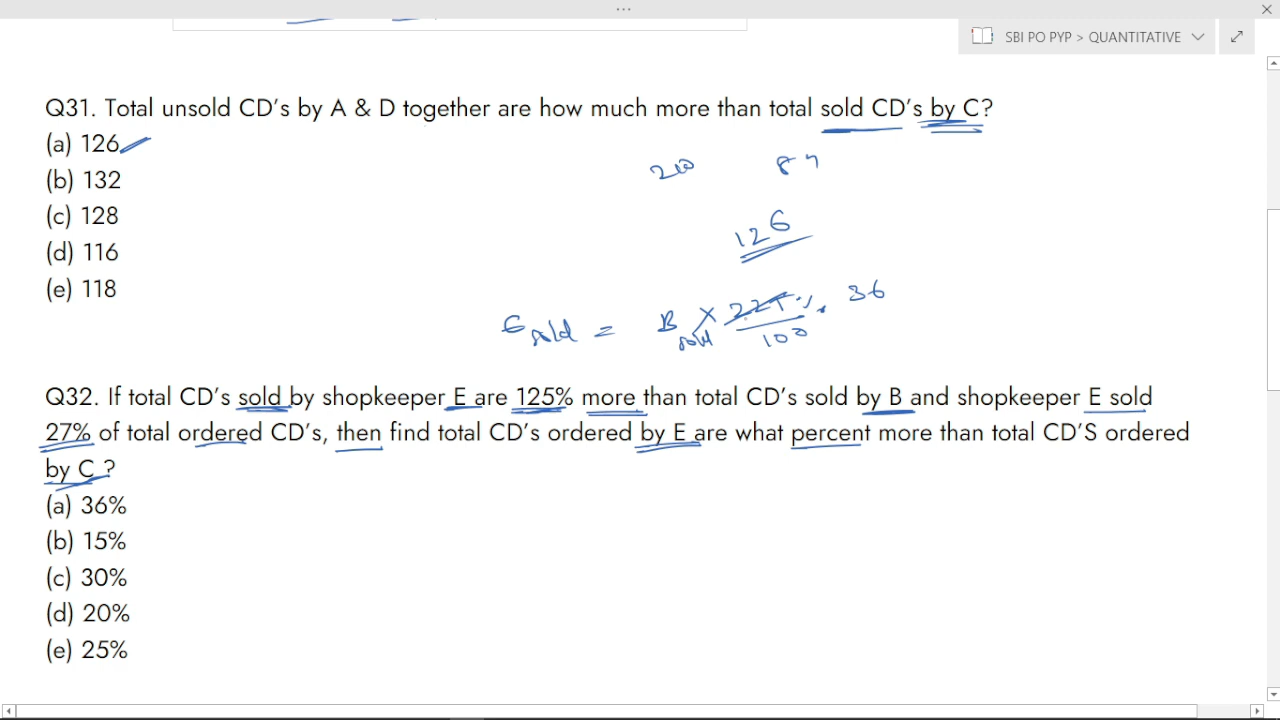 SBI PO PYP > QUANTITATIVE
Q31. Total unsold CD's by A & D together are how much more than total sold CD's by C?
(a) 126
(b) 132
(c) 128
(d) 116
(e) 118
126
E sold = B sold × 225%/100 36
Q32. If total CD's sold by shopkeeper E are 125% more than total CD's sold by B and shopkeeper E sold
27% of total ordered CD's, then find total CD's ordered by E are what percent more than total CD'S ordered
by C ?
(a) 36%
(b) 15%
(c) 30%
(d) 20%
(e) 25%